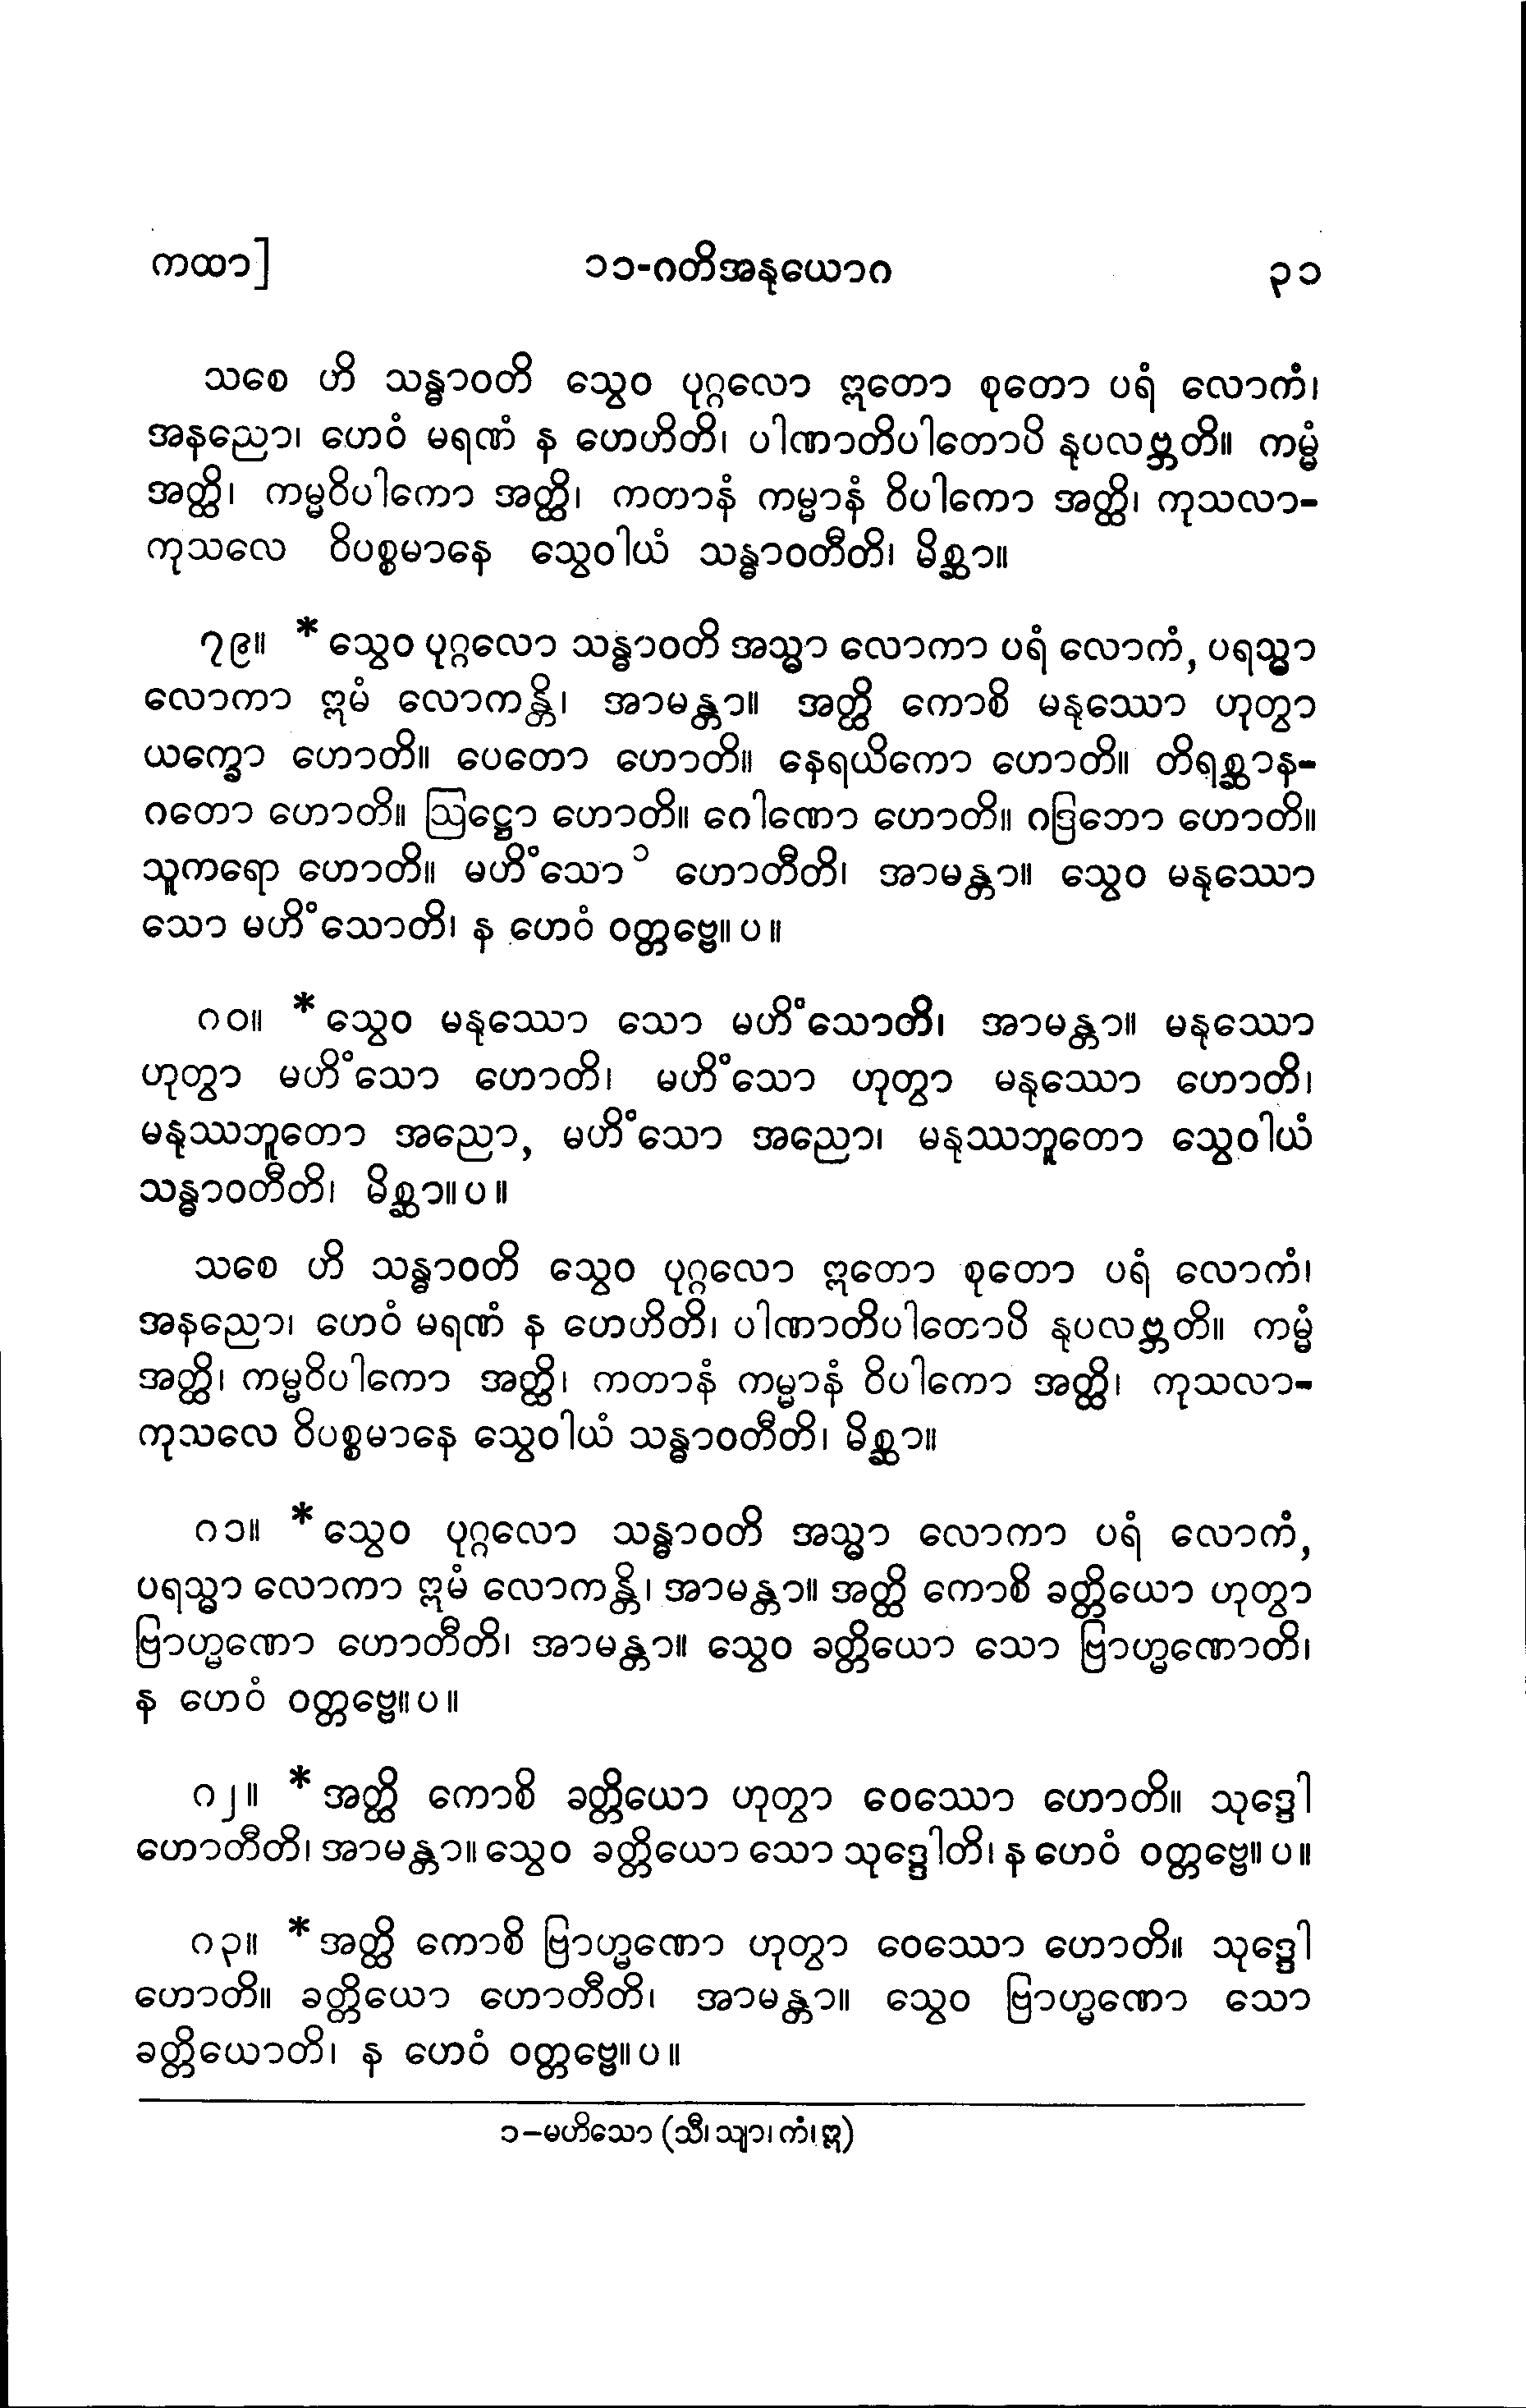 ကထာ] ၁၁-ဂတိအနုယောဂ ၃၁
သစေ ဟိ သန္ဓာဝတိ သွေဝ ပုဂ္ဂလော ဣတော စုတော ပရံ လောကံ၊
အနညော၊ ဟေဝံ မရဏံ န ဟေဟိတိ၊ ပါဏာတိပါတောပိ နုပလဗ္ဘတိ။ ကမ္မံ
အတ္ထိ၊ ကမ္မဝိပါကော အတ္ထိ၊ ကတာနံ ကမ္မာနံ ဝိပါကော အတ္ထိ၊ ကုသလာ-
ကုသလေ ဝိပစ္စမာနေ သွေဝါယံ သန္ဓာဝတီတိ၊ မိစ္ဆာ။
၇၉။ * သွေဝ ပုဂ္ဂလော သန္ဓာဝတိ အသ္မာ လောကာ ပရံ လောကံ, ပရသ္မာ
လောကာ ဣမံ လောကန္တိ၊ အာမန္တာ။ အတ္ထိ ကောစိ မနုဿော ဟုတွာ
ယက္ခော ဟောတိ။ ပေတော ဟောတိ။ နေရယိကော ဟောတိ။ တိရစ္ဆာန-
ဂတော ဟောတိ။ ဩဋ္ဌော ဟောတိ။ ဂေါဏော ဟောတိ။ ဂဒြဘော ဟောတိ။
သူကရော ဟောတိ။ မဟိံသော ၁ ဟောတီတိ၊ အာမန္တာ။ သွေဝ မနုဿော
သော မဟိံသောတိ၊ န ဟေဝံ ဝတ္တဗ္ဗေ။ ပ ။
၈၀။ * သွေဝ မနုဿော သော မဟိံသောတိ၊ အာမန္တာ။ မနုဿော
ဟုတွာ မဟိံသော ဟောတိ၊ မဟိံသော ဟုတွာ မနုဿော ဟောတိ၊
မနုဿဘူတော အညော, မဟိံသော အညော၊ မနုဿဘူတော သွေဝါယံ
သန္ဓာဝတီတိ၊ မိစ္ဆာ။ ပ ။
သစေ ဟိ သန္ဓာဝတိ သွေဝ ပုဂ္ဂလော ဣတော စုတော ပရံ လောကံ၊
အနညော၊ ဟေဝံ မရဏံ န ဟေဟိတိ၊ ပါဏာတိပါတောပိ နုပလဗ္ဘတိ။ ကမ္မံ
အတ္ထိ၊ ကမ္မဝိပါကော အတ္ထိ၊ ကတာနံ ကမ္မာနံ ဝိပါကော အတ္ထိ၊ ကုသလာ-
ကုသလေ ဝိပစ္စမာနေ သွေဝါယံ သန္ဓာဝတီတိ၊ မိစ္ဆာ။
၈၁။ * သွေဝ ပုဂ္ဂလော သန္ဓာဝတိ အသ္မာ လောကာ ပရံ လောကံ,
ပရသ္မာ လောကာ ဣမံ လောကန္တိ၊ အာမန္တာ။ အတ္ထိ ကောစိ ခတ္တိယော ဟုတွာ
ဗြာဟ္မဏော ဟောတီတိ၊ အာမန္တာ။ သွေဝ ခတ္တိယော သော ဗြာဟ္မဏောတိ၊
န ဟေဝံ ဝတ္တဗ္ဗေ။ ပ ။
၈၂။ * အတ္ထိ ကောစိ ခတ္တိယော ဟုတွာ ဝေဿော ဟောတိ။ သုဒ္ဒေါ
ဟောတီတိ၊ အာမန္တာ။ သွေဝ ခတ္တိယော သော သုဒ္ဒေါတိ၊ န ဟေဝံ ဝတ္တဗ္ဗေ။ ပ ။
၈၃။ * အတ္ထိ ကောစိ ဗြာဟ္မဏော ဟုတွာ ဝေဿော ဟောတိ။ သုဒ္ဒေါ
ဟောတိ။ ခတ္တိယော ဟောတီတိ၊ အာမန္တာ။ သွေဝ ဗြာဟ္မဏော သော
ခတ္တိယောတိ၊ န ဟေဝံ ဝတ္တဗ္ဗေ။ ပ ။
၁-မဟိသော (သီ၊ သျာ၊ ကံ၊ ဣ)